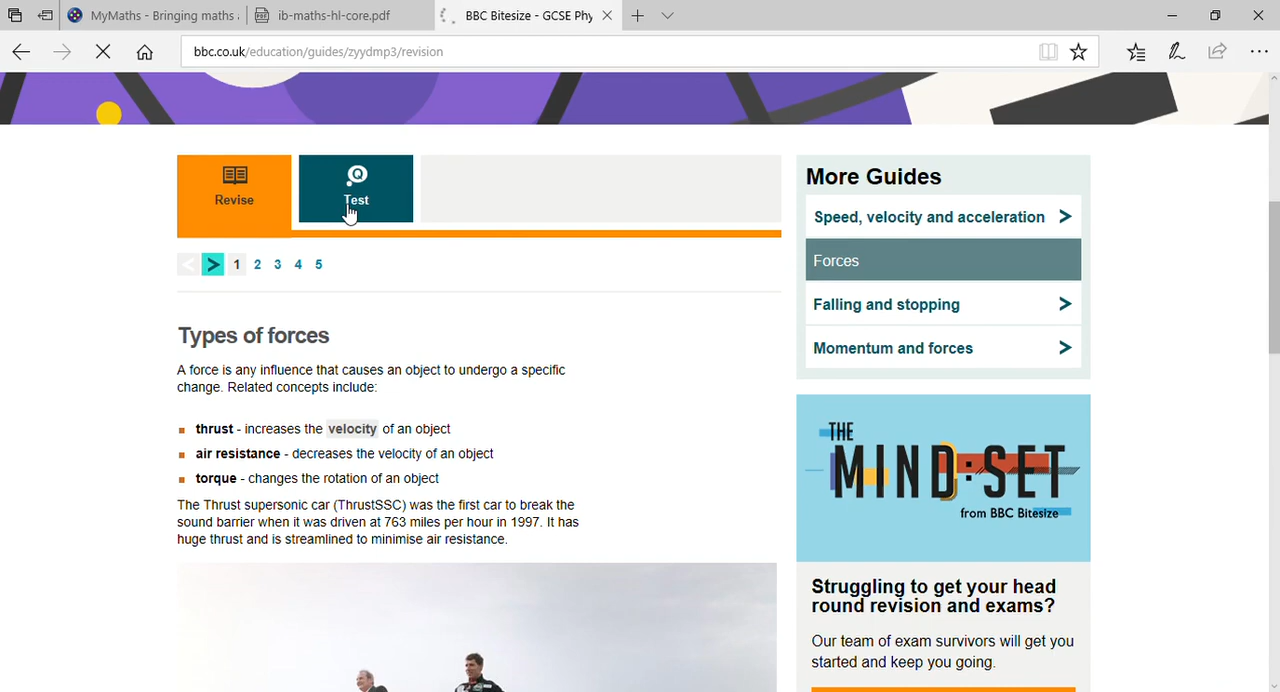 MyMaths - Bringing maths
ib-maths-hl-core.pdf
BBC Bitesize - GCSE Phy
bbc.co.uk/education/guides/zyydmp3/revision
Revise
Q
Test
< > 1 2 3 4 5
Types of forces
A force is any influence that causes an object to undergo a specific
change. Related concepts include:
thrust - increases the velocity of an object
air resistance - decreases the velocity of an object
torque - changes the rotation of an object
The Thrust supersonic car (ThrustSSC) was the first car to break the
sound barrier when it was driven at 763 miles per hour in 1997. It has
huge thrust and is streamlined to minimise air resistance.
More Guides
Speed, velocity and acceleration >
Forces
Falling and stopping >
Momentum and forces >
THE
MIND:SET
from BBC Bitesize
Struggling to get your head
round revision and exams?
Our team of exam survivors will get you
started and keep you going.